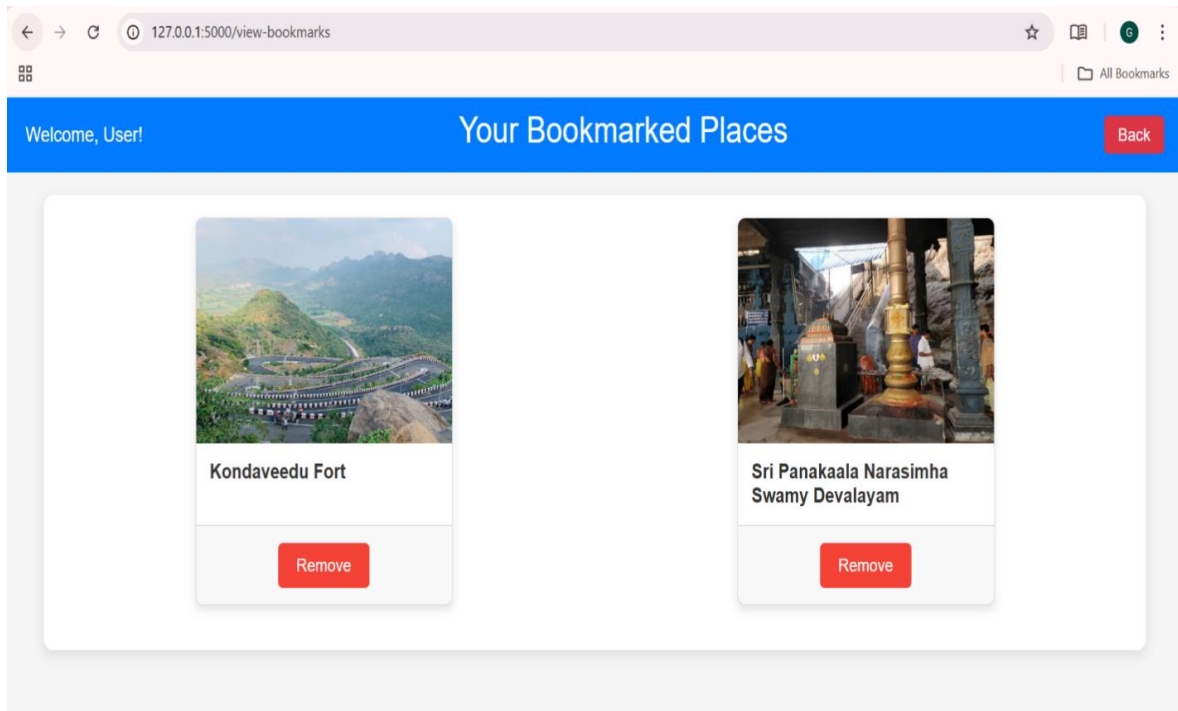 127.0.0.1:5000/view-bookmarks
G
All Bookmarks
Welcome, User!
Your Bookmarked Places
Back
Kondaveedu Fort
Sri Panakaala Narasimha
Swamy Devalayam
Remove
Remove